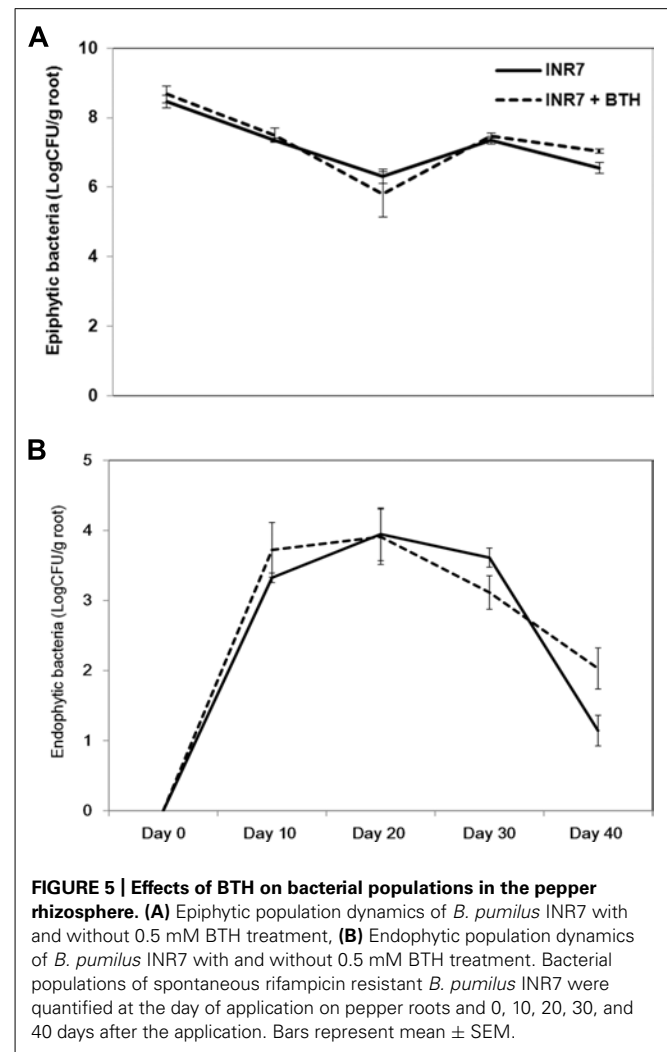 A
Epiphytic bacteria (LogCFU/g root)
10
8
6
4
2
0
INR7
INR7 + BTH
B
Endophytic bacteria (LogCFU/g root)
5
4
3
2
1
0
Day 0 Day 10 Day 20 Day 30 Day 40
FIGURE 5 | Effects of BTH on bacterial populations in the pepper
rhizosphere. (A) Epiphytic population dynamics of B. pumilus INR7 with
and without 0.5 mM BTH treatment, (B) Endophytic population dynamics
of B. pumilus INR7 with and without 0.5 mM BTH treatment. Bacterial
populations of spontaneous rifampicin resistant B. pumilus INR7 were
quantified at the day of application on pepper roots and 0, 10, 20, 30, and
40 days after the application. Bars represent mean ± SEM.